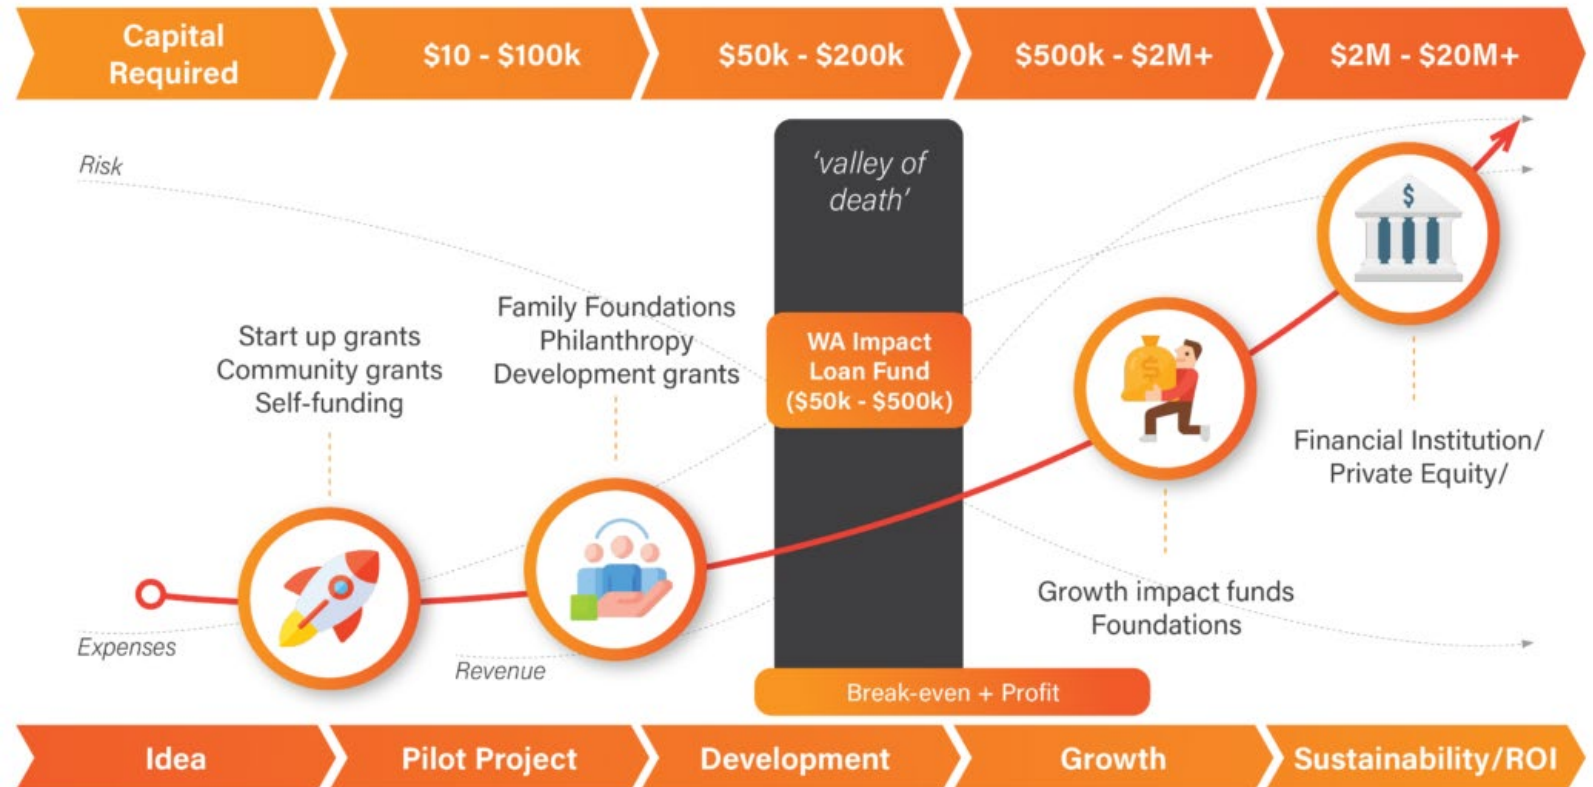 Capital
Required
$10 - $100k
$50k - $200k
$500k - $2M+
$2M - $20M+
Risk
'valley of
death'
Family Foundations
Philanthropy
Development grants
Start up grants
Community grants
Self-funding
WA Impact
Loan Fund
($50k - $500k)
$
$
Financial Institution/
Private Equity/
Growth impact funds
Foundations
Expenses
Revenue
Break-even + Profit
Idea
Pilot Project
Development
Growth
Sustainability/ROI